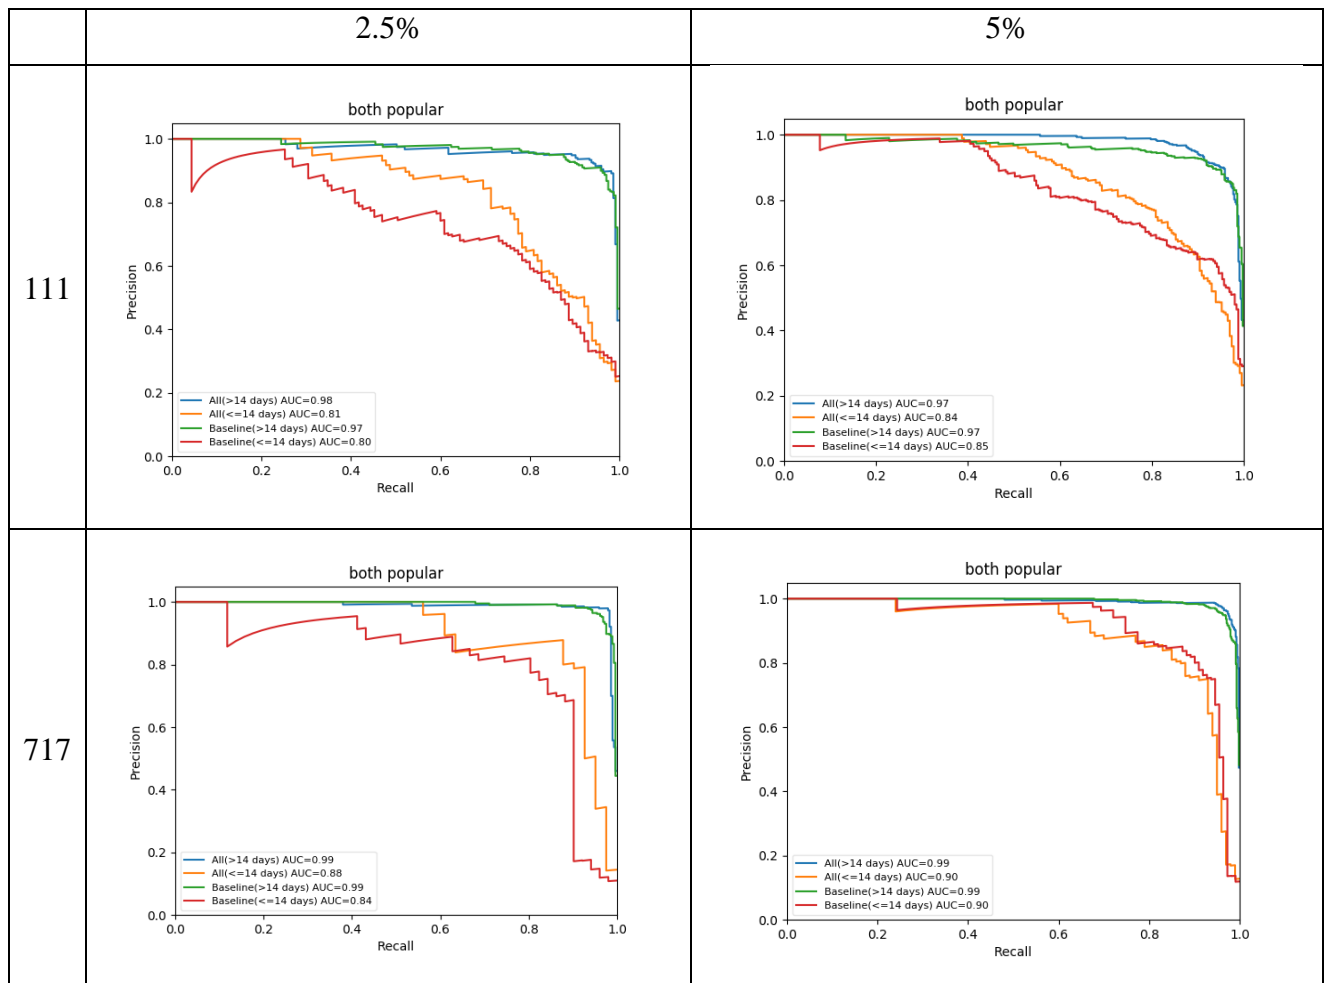 2.5%
5%
111
both popular
1.0
0.8
0.6
0.4
0.2
0.0
Precision
All(>14 days) AUC=0.98
All(<=14 days) AUC=0.81
Baseline(>14 days) AUC=0.97
Baseline(<=14 days) AUC=0.80
0.0 0.2 0.4 0.6 0.8 1.0
Recall
both popular
1.0
0.8
0.6
0.4
0.2
0.0
Precision
All(>14 days) AUC=0.97
All(<=14 days) AUC=0.84
Baseline(>14 days) AUC=0.97
Baseline(<=14 days) AUC=0.85
0.0 0.2 0.4 0.6 0.8 1.0
Recall
717
both popular
1.0
0.8
0.6
0.4
0.2
0.0
Precision
All(>14 days) AUC=0.99
All(<=14 days) AUC=0.88
Baseline(>14 days) AUC=0.99
Baseline(<=14 days) AUC=0.84
0.0 0.2 0.4 0.6 0.8 1.0
Recall
both popular
1.0
0.8
0.6
0.4
0.2
0.0
Precision
All(>14 days) AUC=0.99
All(<=14 days) AUC=0.90
Baseline(>14 days) AUC=0.99
Baseline(<=14 days) AUC=0.90
0.0 0.2 0.4 0.6 0.8 1.0
Recall